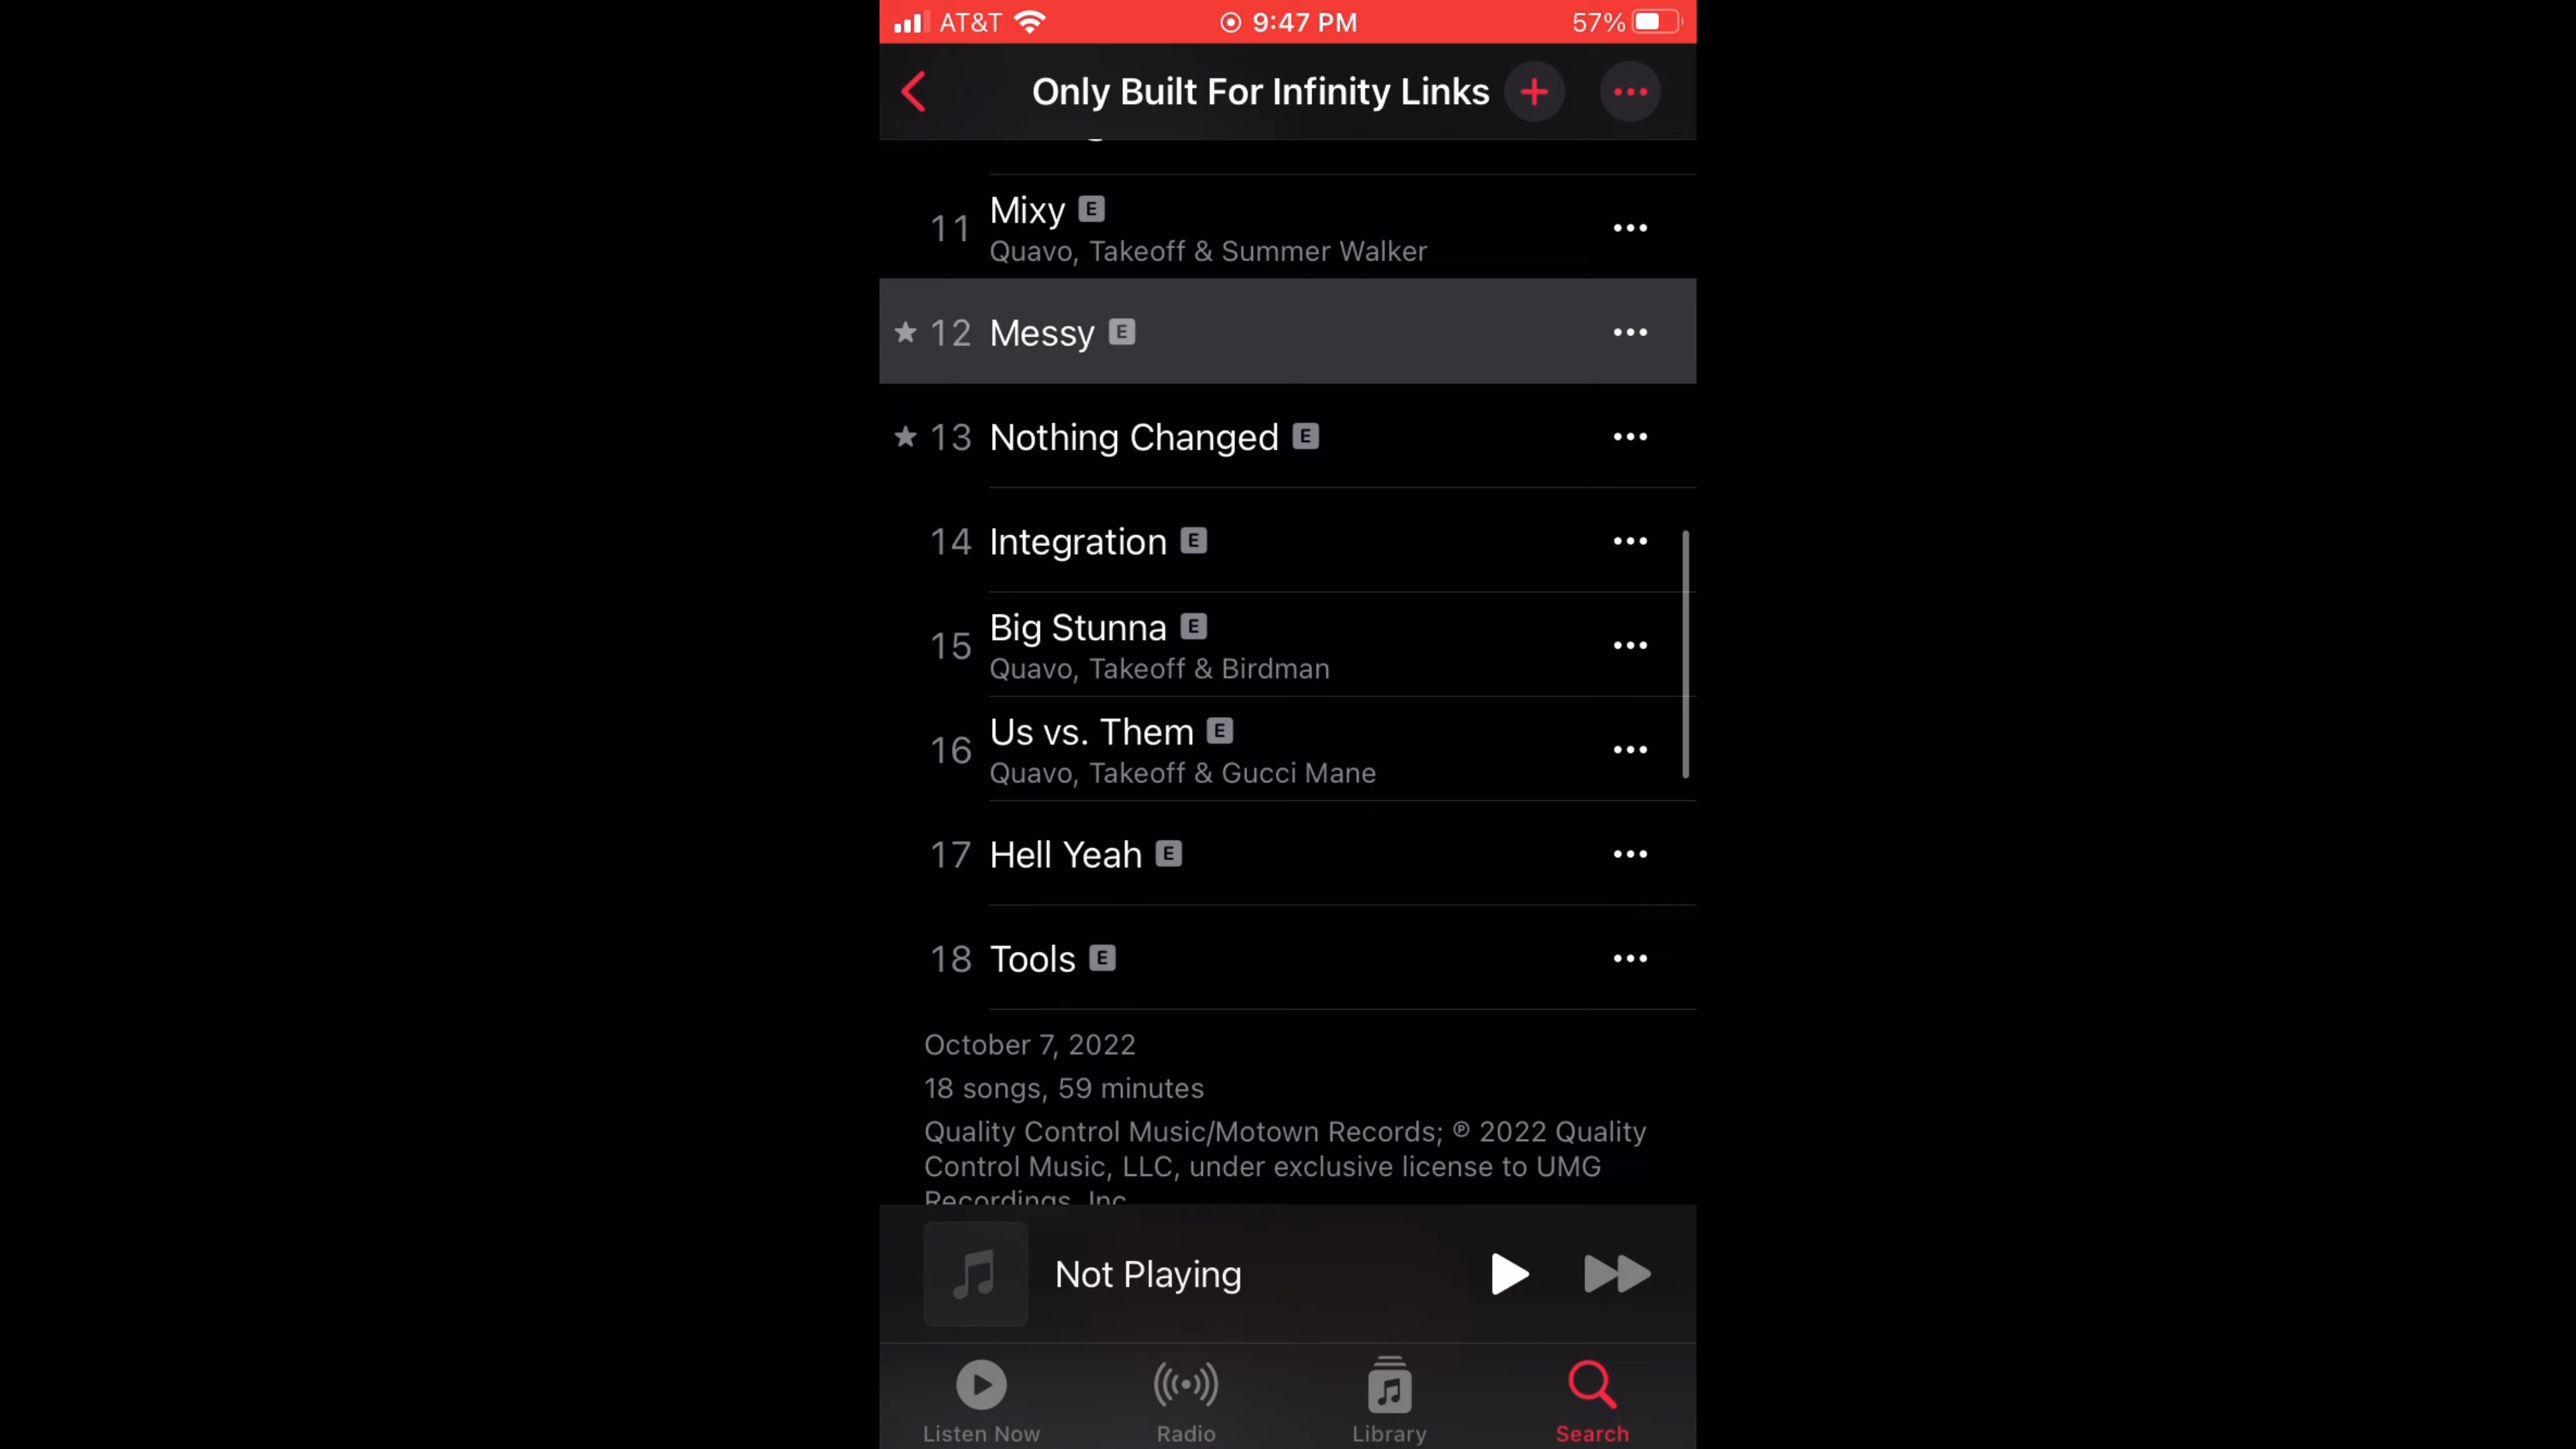 AT&T 9:47 PM 57%
Only Built For Infinity Links
11 Mixy E
Quavo, Takeoff & Summer Walker
12 Messy E
13 Nothing Changed E
14 Integration E
15 Big Stunna E
Quavo, Takeoff & Birdman
16 Us vs. Them E
Quavo, Takeoff & Gucci Mane
17 Hell Yeah E
18 Tools E
October 7, 2022
18 songs, 59 minutes
Quality Control Music/Motown Records; ℗ 2022 Quality
Control Music, LLC, under exclusive license to UMG
Recordings, Inc.
Not Playing
Listen Now Radio Library Search